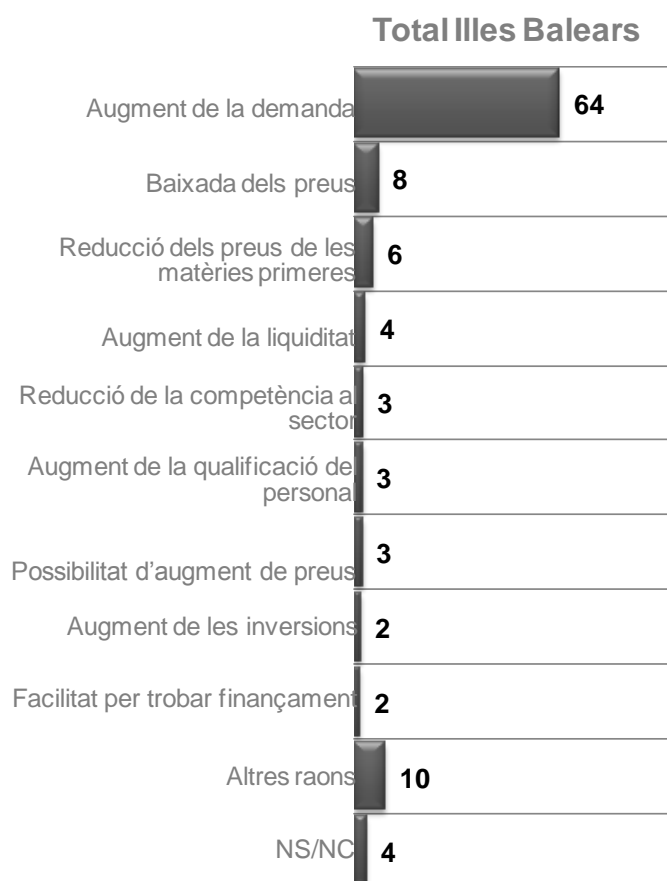 Total Illes Balears
Augment de la demanda
64
Baixada dels preus
8
Reducció dels preus de les
matèries primeres
6
Augment de la liquiditat
4
Reducció de la competència al
sector
3
Augment de la qualificació del
personal
3
Possibilitat d’augment de preus
3
Augment de les inversions
2
Facilitat per trobar finançament
2
Altres raons
10
NS/NC
4